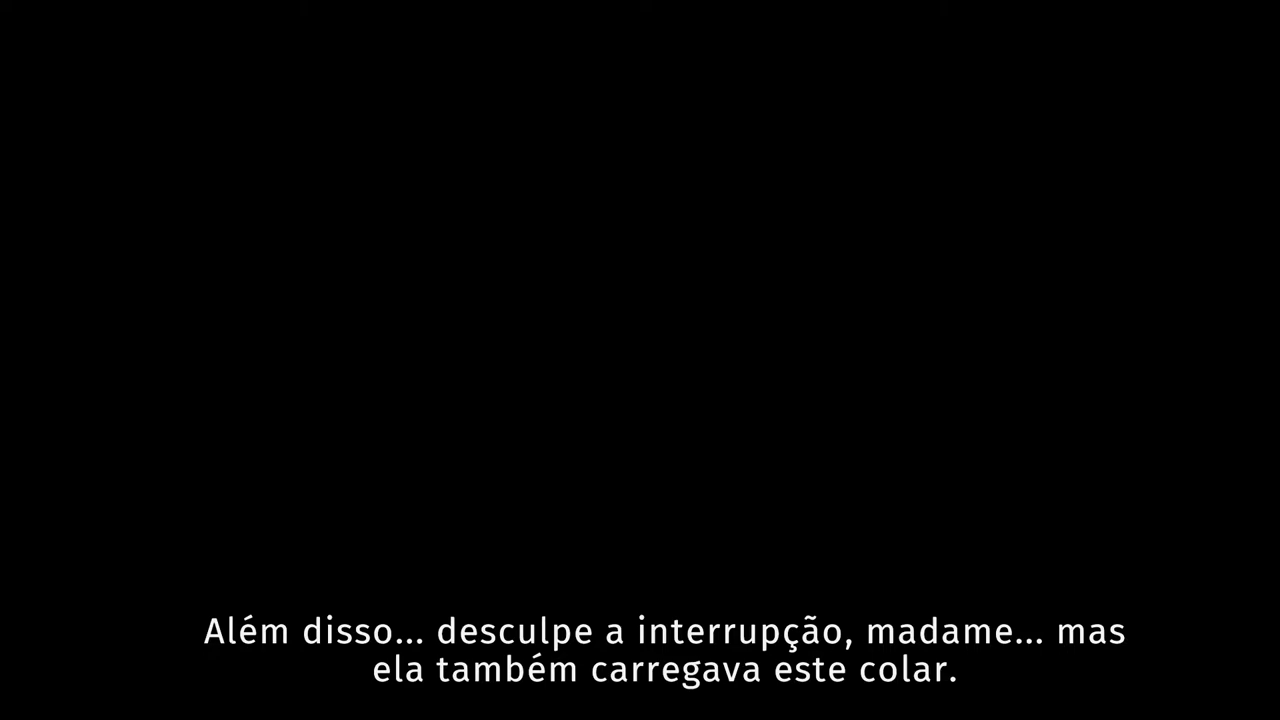 Além disso... desculpe a interrupção, madame... mas
ela também carregava este colar.